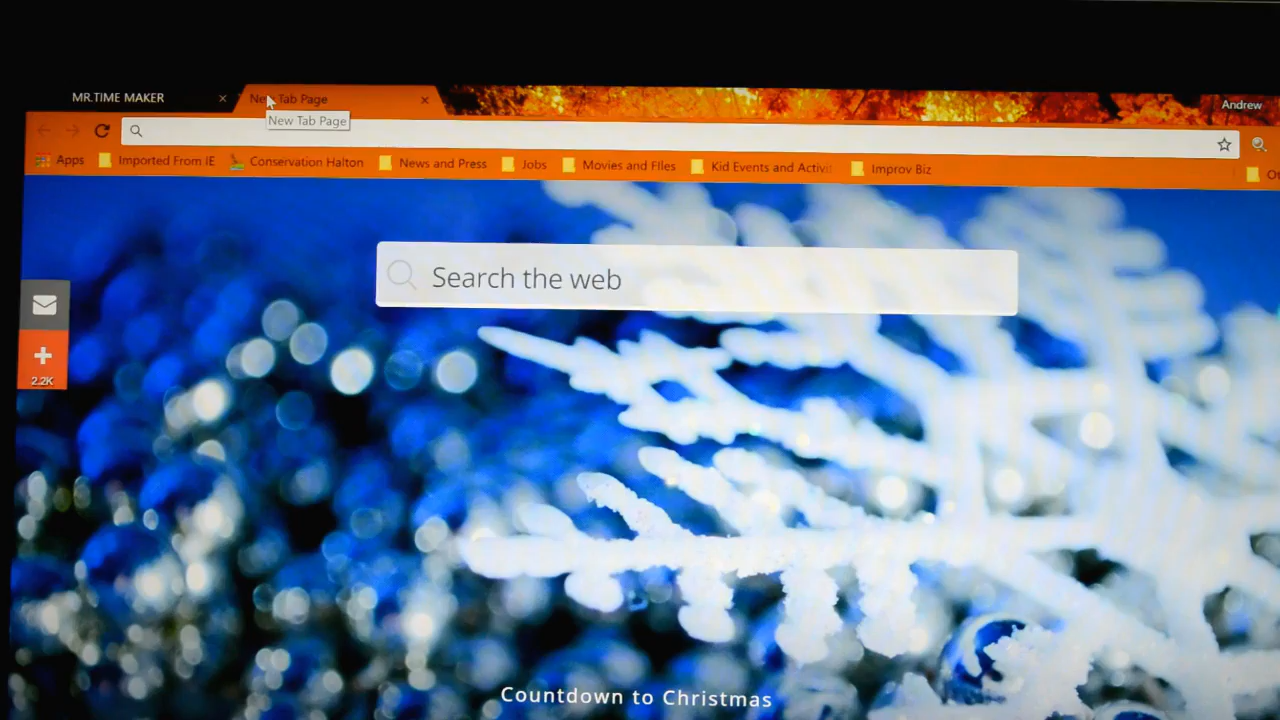 MR.TIME MAKER
New Tab Page
Andrew
New Tab Page
Apps Imported From IE Conservation Halton News and Press Jobs Movies and FIles Kid Events and Activi Improv Biz
Search the web
2.2K
Countdown to Christmas